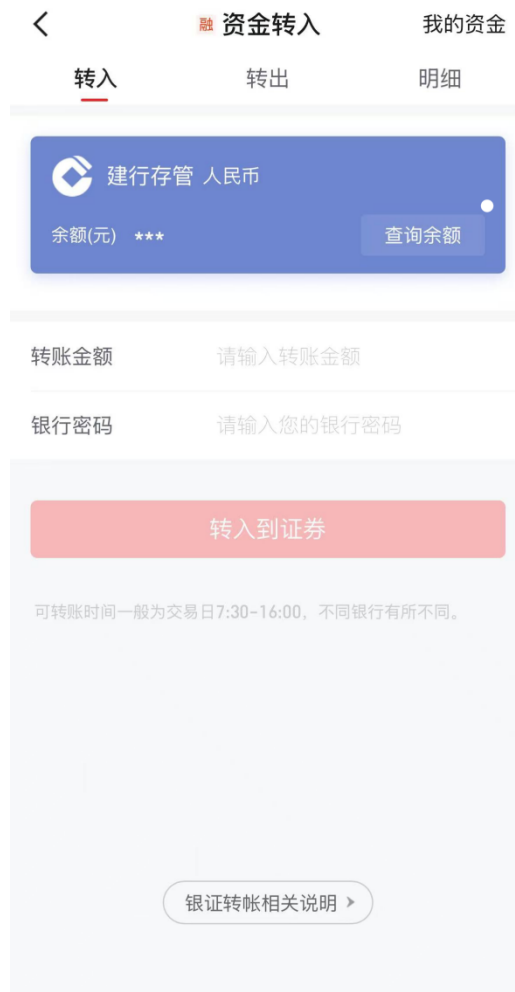 融 资金转入 我的资金
转入 转出 明细
建行存管 人民币
余额(元) *** 查询余额
转账金额 请输入转账金额
银行密码 请输入您的银行密码
转入到证券
可转账时间一般为交易日7:30-16:00，不同银行有所不同。
银证转帐相关说明